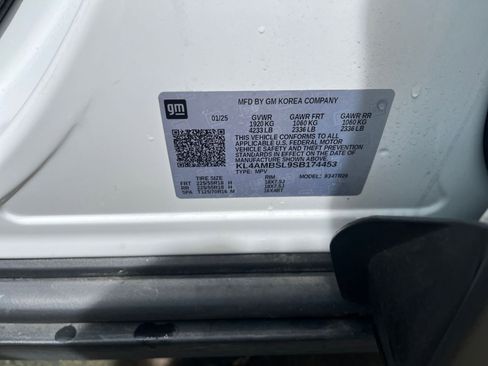 gm
MFD BY GM KOREA COMPANY
01/25 GVWR GAWR FRT GAWR RR
1920 KG 1060 KG 1060 KG
4233 LB 2336 LB 2336 LB
THIS VEHICLE CONFORMS TO ALL
APPLICABLE U.S. FEDERAL MOTOR
VEHICLE SAFETY AND THEFT PREVENTION
STANDARDS IN EFFECT ON THE DATE OF
MANUFACTURE SHOWN ABOVE.
KL4AMBSL9SB174453
TYPE: MPV
TIRE SIZE RIM MODEL:
FRT 225/55R18 H 18X7.5J
RR 225/55R18 H 18X7.5J
SPA T125/70R16 M 16X4BT